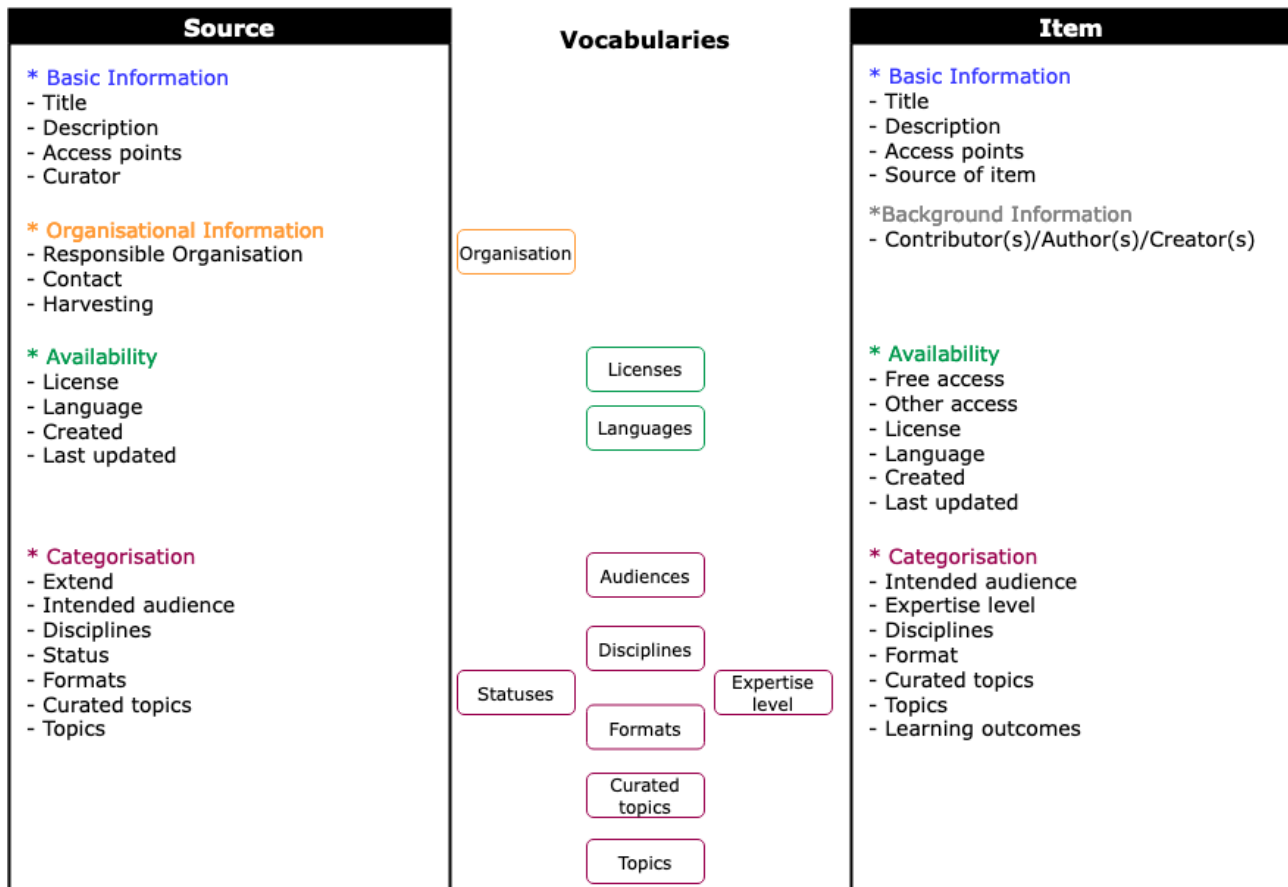 Source
* Basic Information
- Title
- Description
- Access points
- Curator
* Organisational Information
- Responsible Organisation
- Contact
- Harvesting
* Availability
- License
- Language
- Created
- Last updated
* Categorisation
- Extend
- Intended audience
- Disciplines
- Status
- Formats
- Curated topics
- Topics
Vocabularies
Organisation
Licenses
Languages
Audiences
Disciplines
Statuses
Expertise
level
Formats
Curated
topics
Topics
Item
* Basic Information
- Title
- Description
- Access points
- Source of item
*Background Information
- Contributor(s)/Author(s)/Creator(s)
* Availability
- Free access
- Other access
- License
- Language
- Created
- Last updated
* Categorisation
- Intended audience
- Expertise level
- Disciplines
- Format
- Curated topics
- Topics
- Learning outcomes